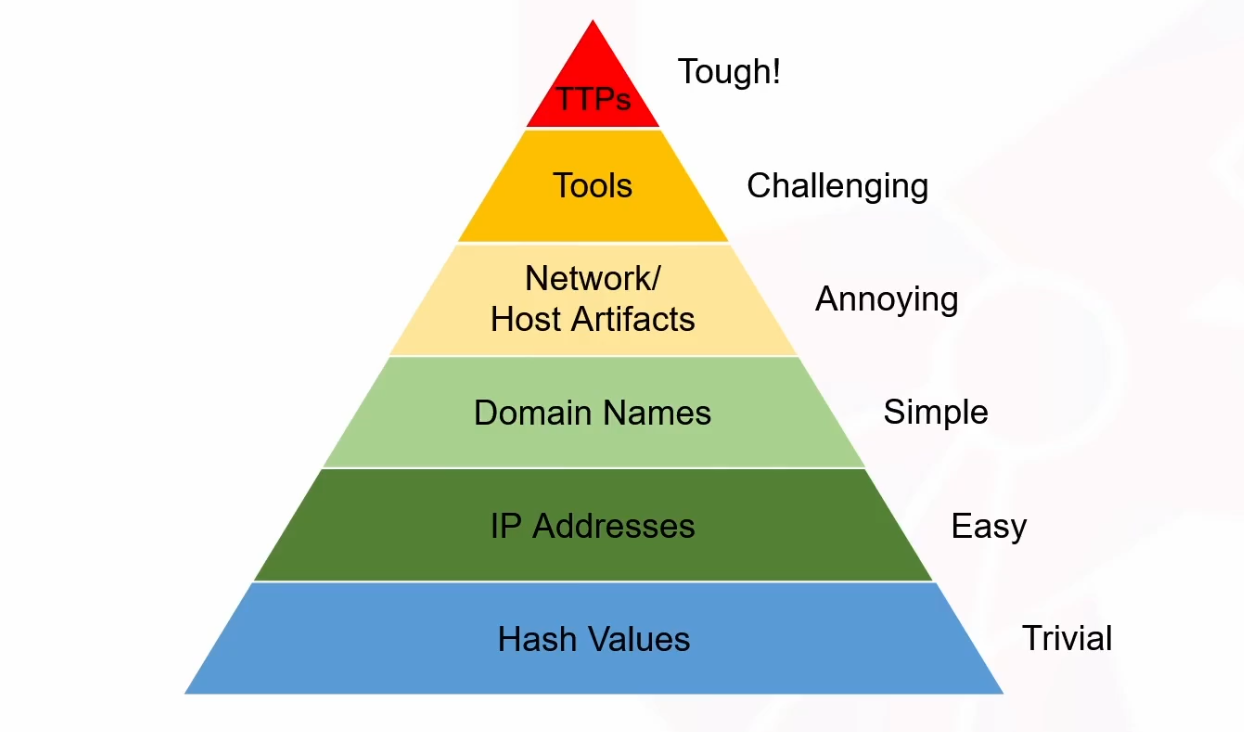 Tough!
TTPs
Tools
Challenging
Network/
Host Artifacts
Annoying
Domain Names
Simple
IP Addresses
Easy
Hash Values
Trivial